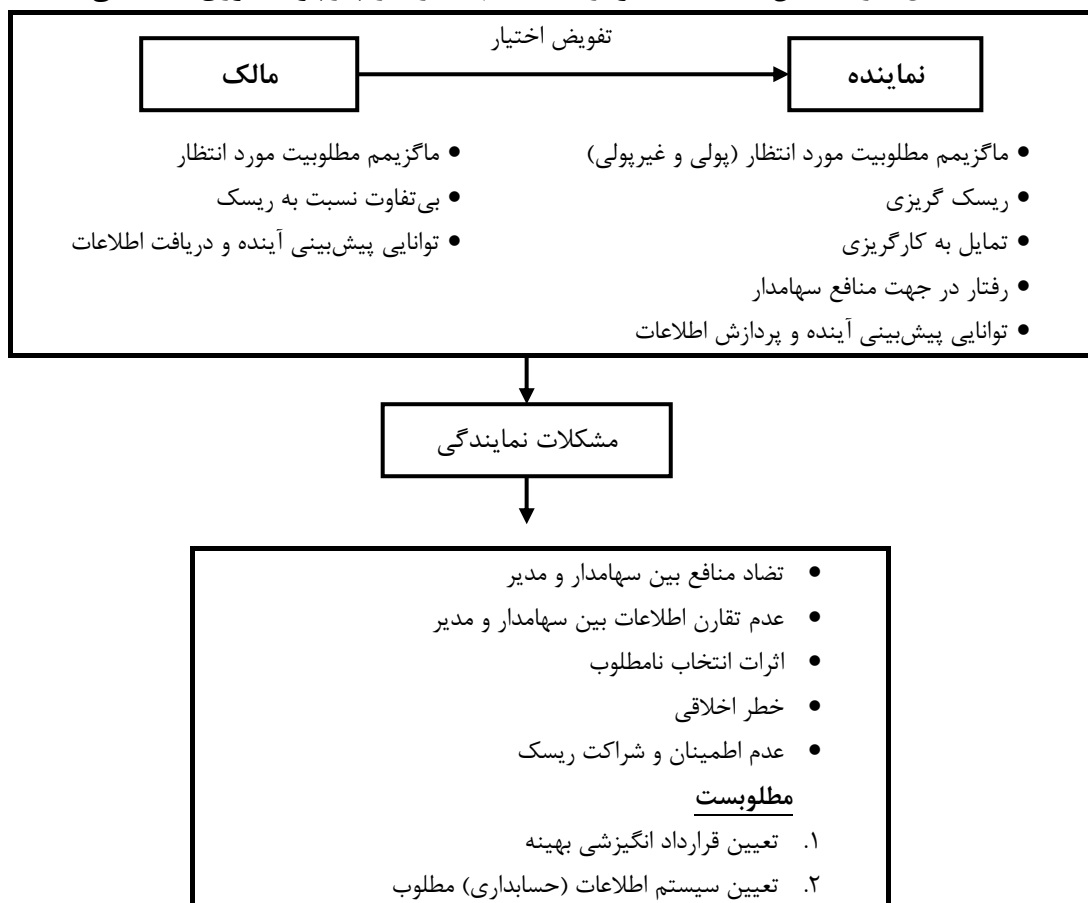 تفویض اختیار
مالک
نماینده
• ماگزیمم مطلوبیت مورد انتظار (پولی و غیرپولی)
• ریسک گریزی
• تمایل به کارگریزی
• رفتار در جهت منافع سهامدار
• توانایی پیش‌بینی آینده و پردازش اطلاعات
• ماگزیمم مطلوبیت مورد انتظار
• بی‌تفاوت نسبت به ریسک
• توانایی پیش‌بینی آینده و دریافت اطلاعات
مشکلات نمایندگی
• تضاد منافع بین سهامدار و مدیر
• عدم تقارن اطلاعات بین سهامدار و مدیر
• اثرات انتخاب نامطلوب
• خطر اخلاقی
• عدم اطمینان و شراکت ریسک
مطلوبست
۱. تعیین قرارداد انگیزشی بهینه
۲. تعیین سیستم اطلاعات (حسابداری) مطلوب